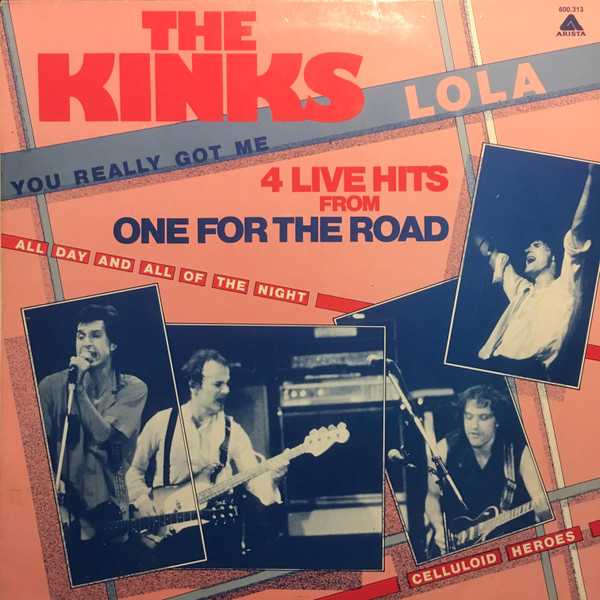 600.313
ARISTA
THE
KINKS
LOLA
YOU REALLY GOT ME
4 LIVE HITS
FROM
ONE FOR THE ROAD
ALL DAY AND ALL OF THE NIGHT
CELLULOID HEROES